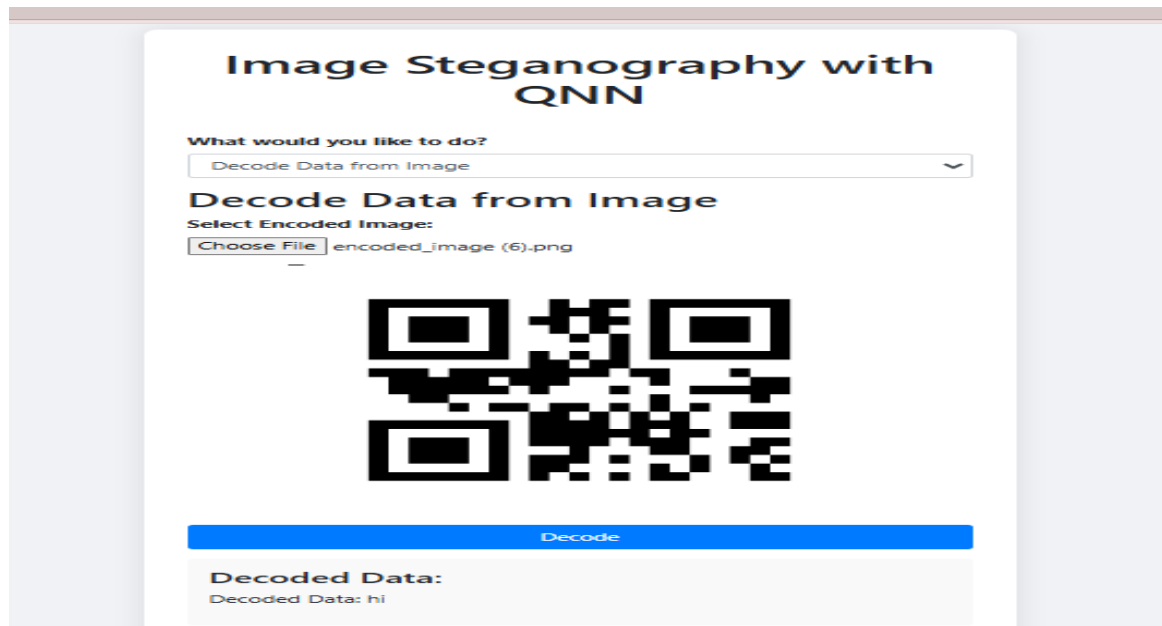 Image Steganography with
QNN
What would you like to do?
Decode Data from Image
Decode Data from Image
Select Encoded Image:
Choose File encoded_image (6).png
Decode
Decoded Data:
Decoded Data: hi